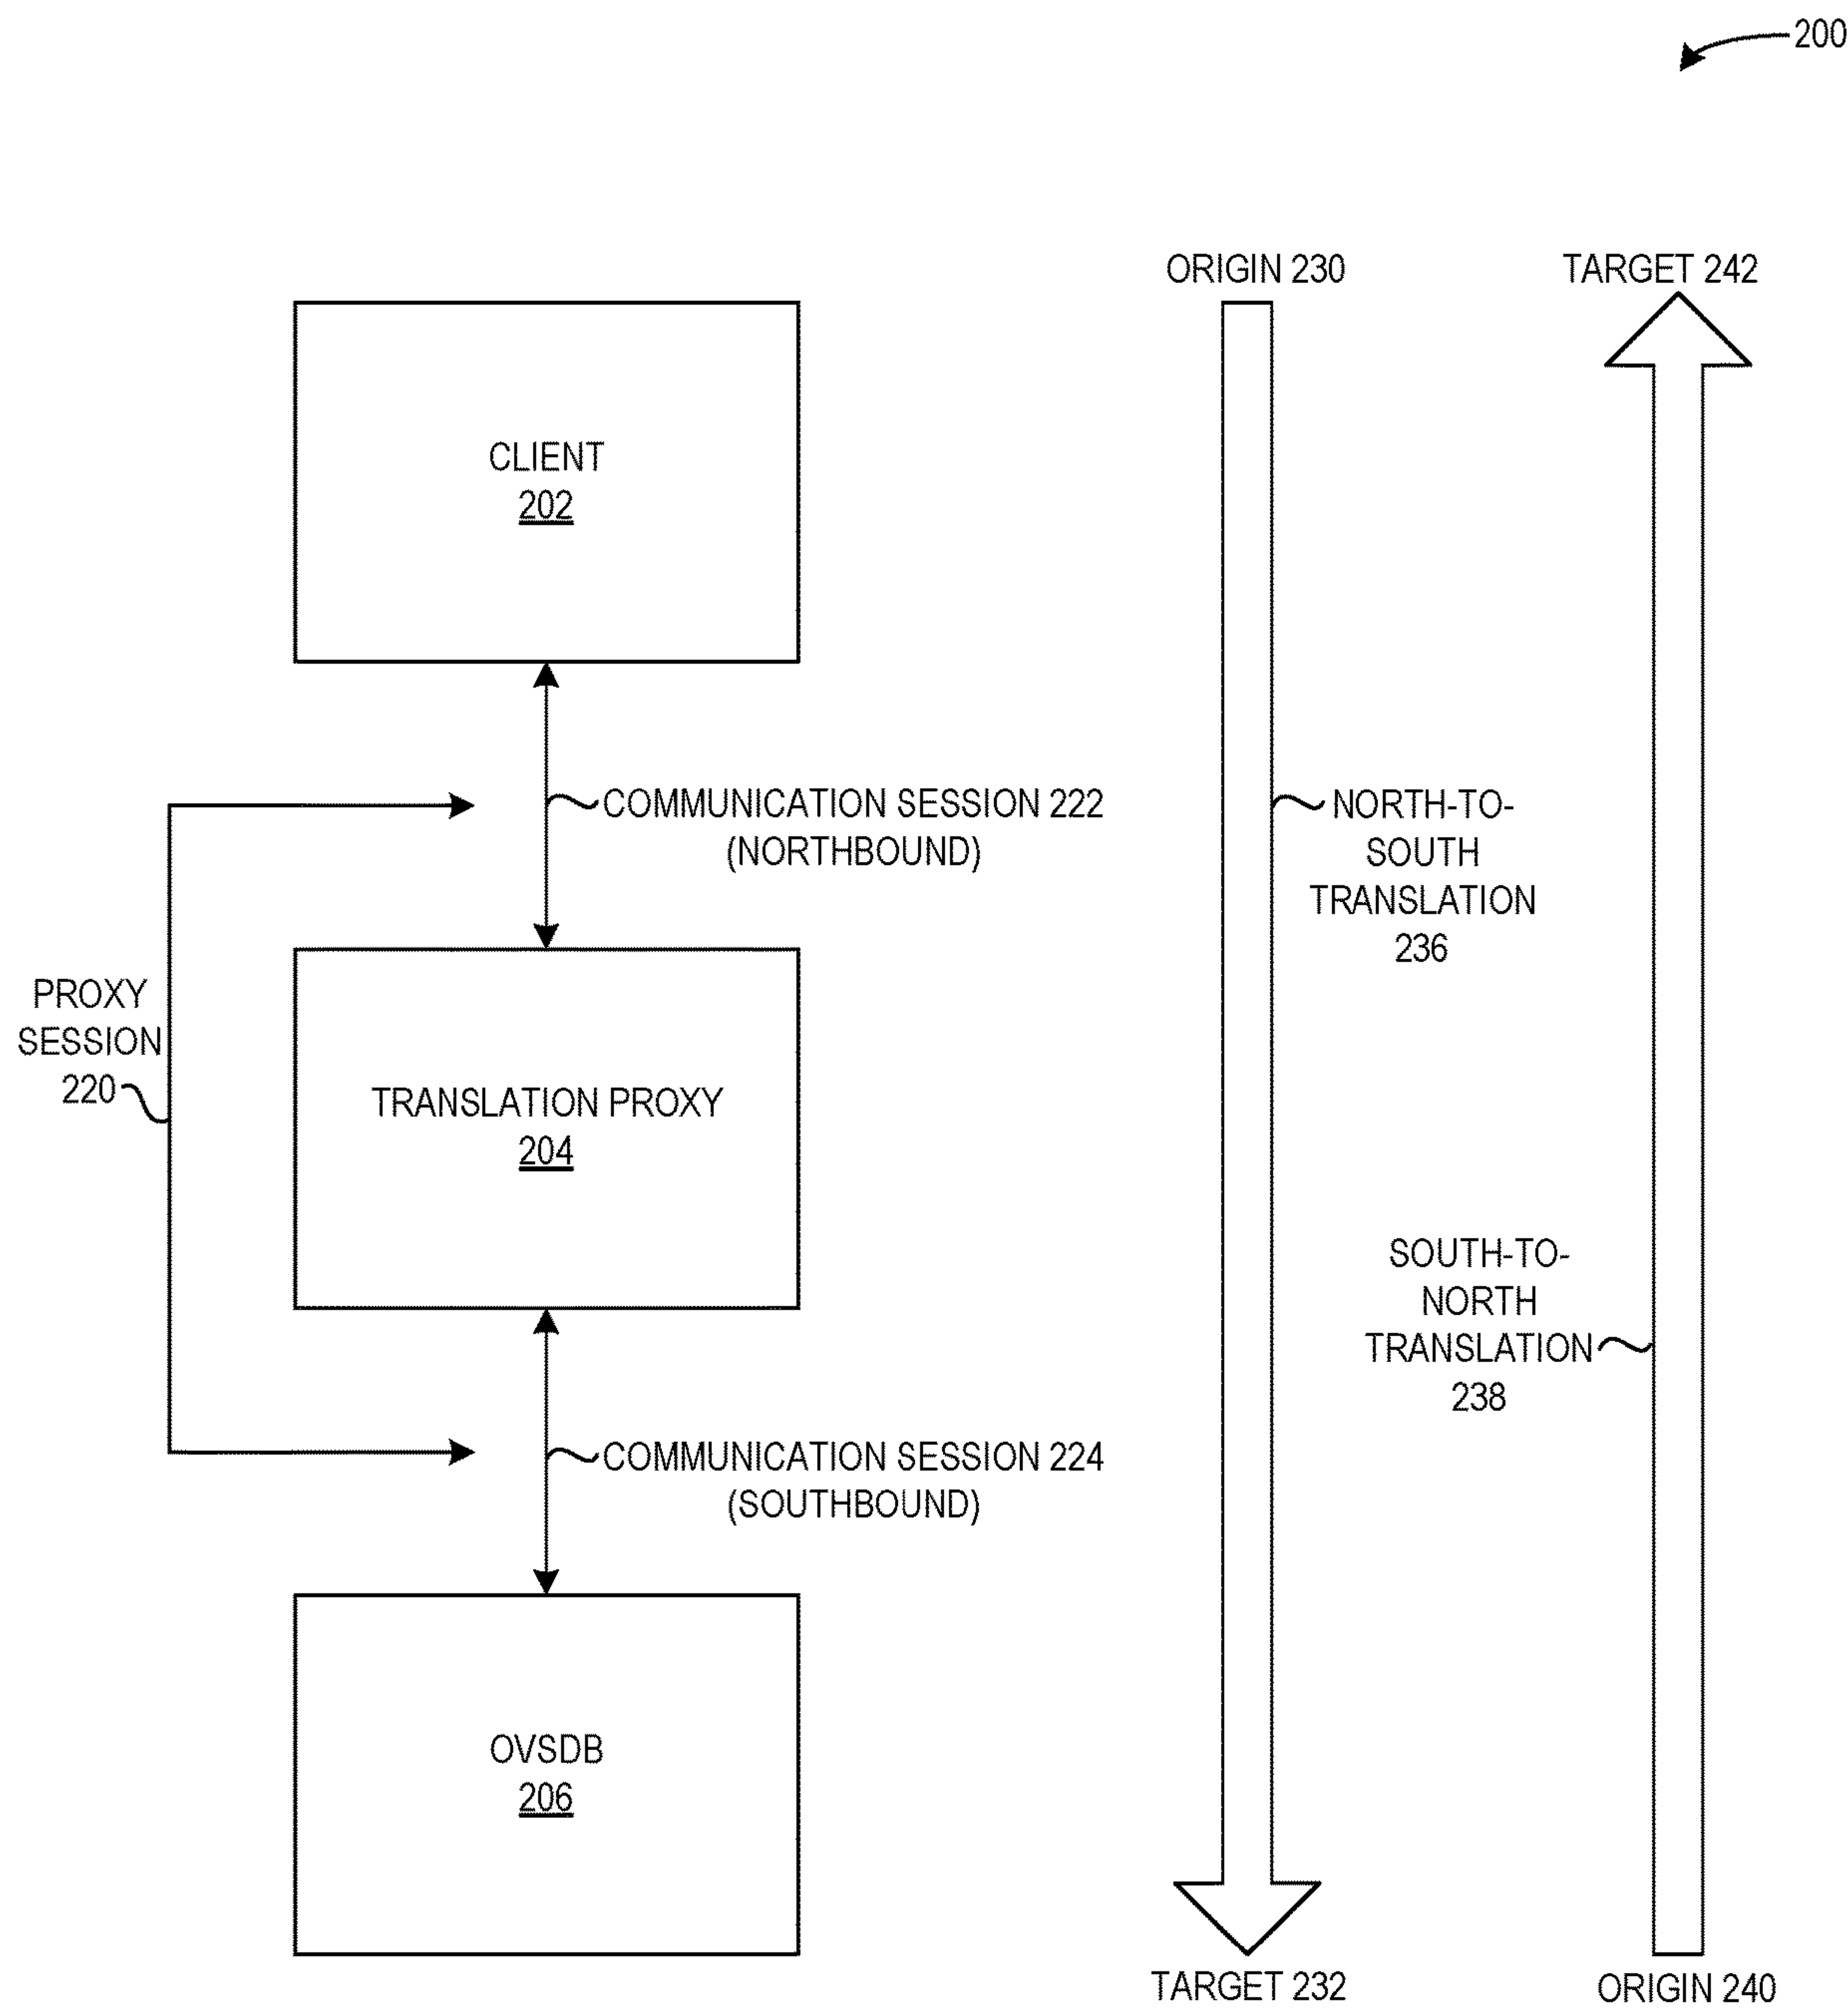 200
ORIGIN 230
TARGET 242
CLIENT
202
COMMUNICATION SESSION 222
(NORTHBOUND)
NORTH-TO-
SOUTH
TRANSLATION
236
PROXY
SESSION
220
TRANSLATION PROXY
204
SOUTH-TO-
NORTH
TRANSLATION
238
COMMUNICATION SESSION 224
(SOUTHBOUND)
OVSDB
206
TARGET 232
ORIGIN 240